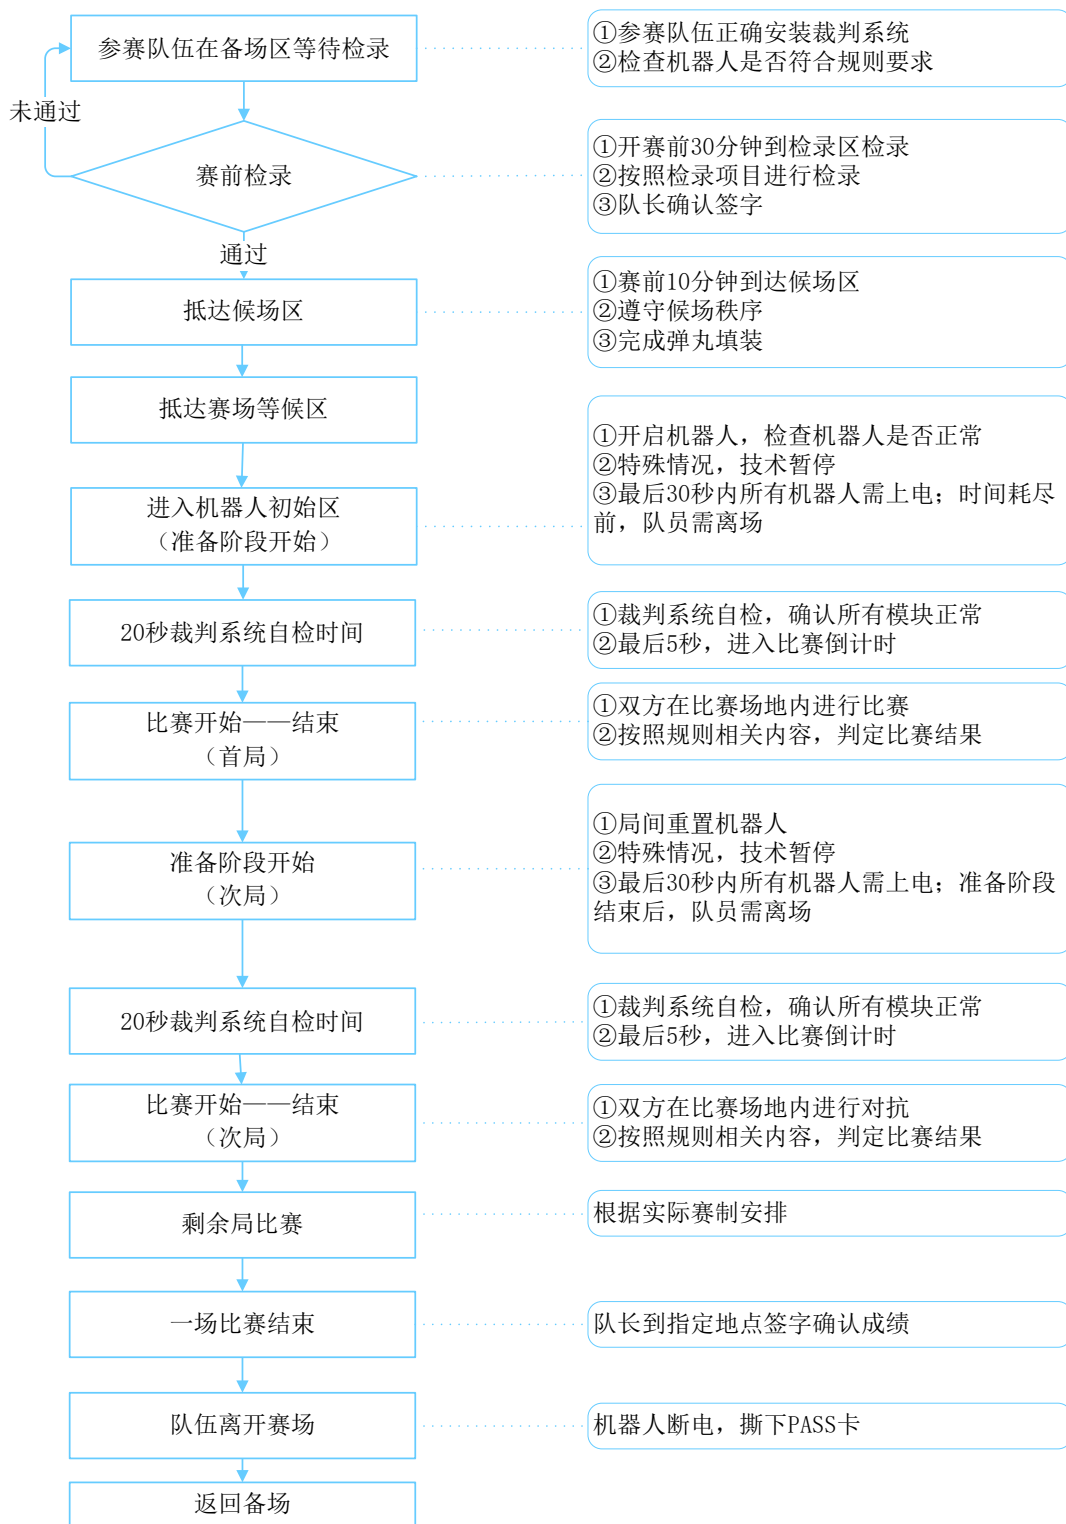 参赛队伍在备场区等待检录
①参赛队伍正确安装裁判系统
②检查机器人是否符合规则要求
未通过
赛前检录
①开赛前30分钟到检录区检录
②按照检录项目进行检录
③队长确认签字
通过
抵达候场区
①赛前10分钟到达候场区
②遵守候场秩序
③完成弹丸填装
抵达赛场等候区
进入机器人初始区
（准备阶段开始）
①开启机器人，检查机器人是否正常
②特殊情况，技术暂停
③最后30秒内所有机器人需上电；时间耗尽
前，队员需离场
20秒裁判系统自检时间
①裁判系统自检，确认所有模块正常
②最后5秒，进入比赛倒计时
比赛开始——结束
（首局）
①双方在比赛场地内进行比赛
②按照规则相关内容，判定比赛结果
准备阶段开始
（次局）
①局间重置机器人
②特殊情况，技术暂停
③最后30秒内所有机器人需上电；准备阶段
结束后，队员需离场
20秒裁判系统自检时间
①裁判系统自检，确认所有模块正常
②最后5秒，进入比赛倒计时
比赛开始——结束
（次局）
①双方在比赛场地内进行对抗
②按照规则相关内容，判定比赛结果
剩余局比赛
根据实际赛制安排
一场比赛结束
队长到指定地点签字确认成绩
队伍离开赛场
机器人断电，撕下PASS卡
返回备场